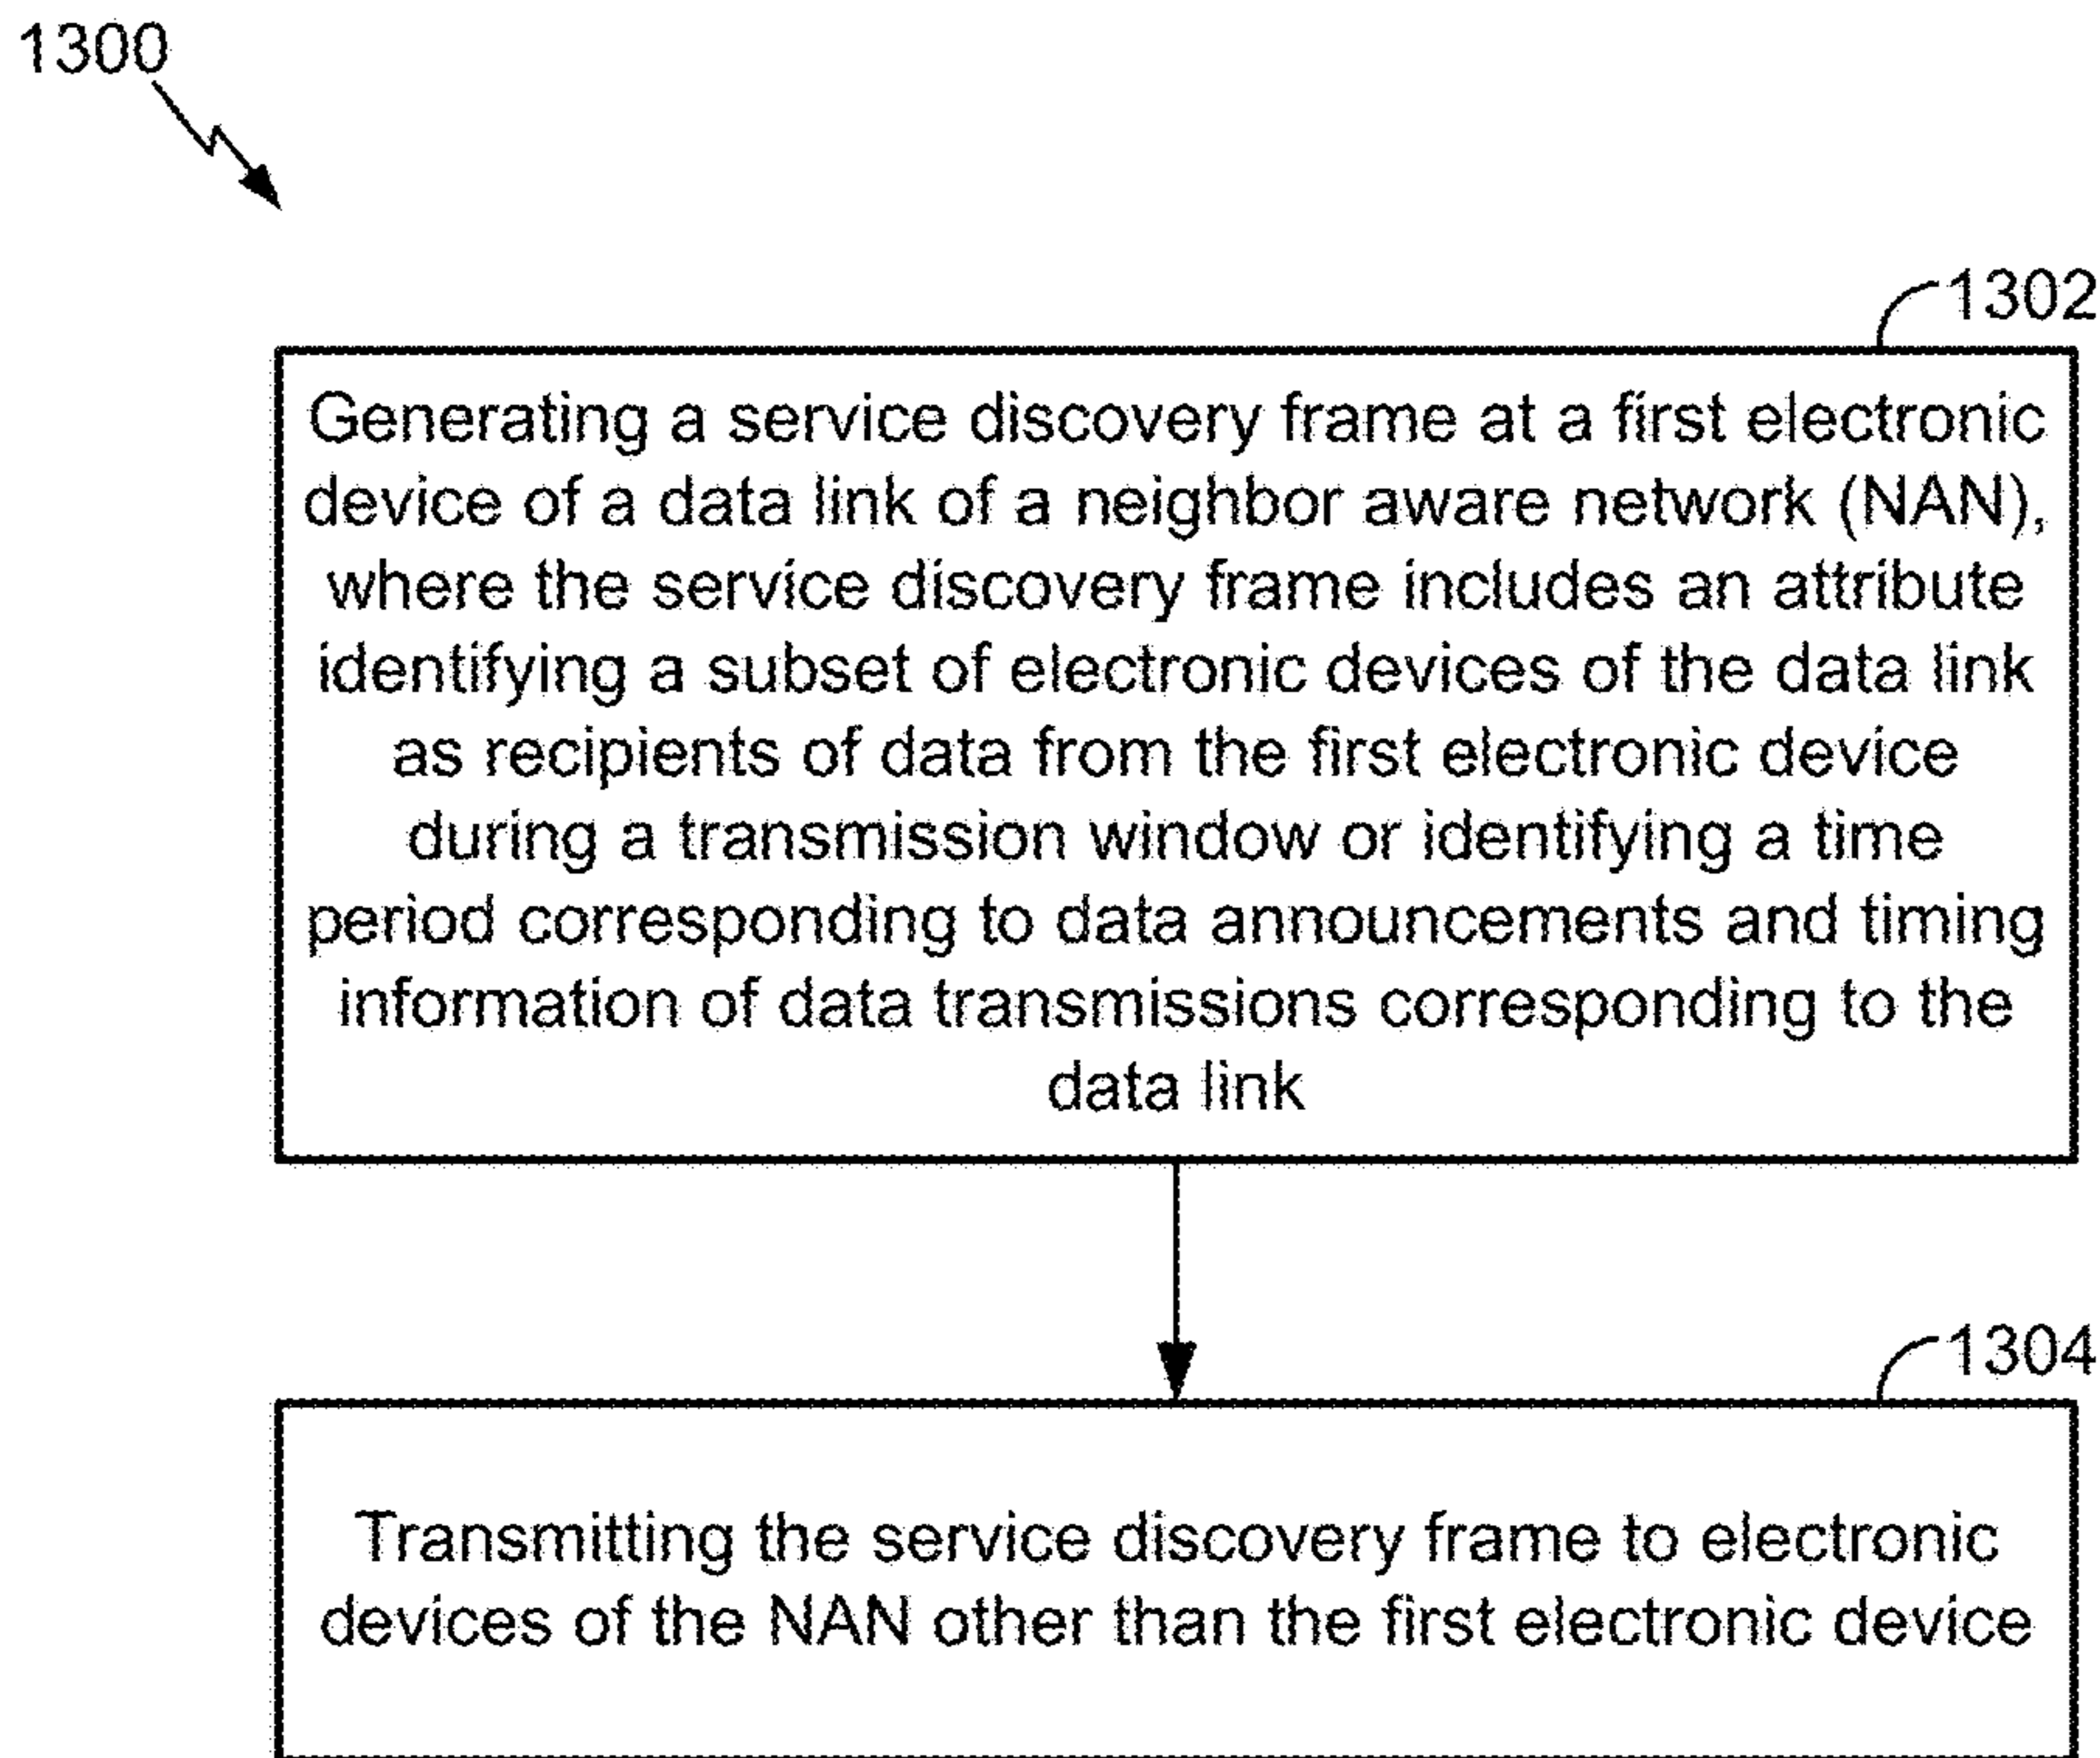 1300
1302
Generating a service discovery frame at a first electronic
device of a data link of a neighbor aware network (NAN),
where the service discovery frame includes an attribute
identifying a subset of electronic devices of the data link
as recipients of data from the first electronic device
during a transmission window or identifying a time
period corresponding to data announcements and timing
information of data transmissions corresponding to the
data link
1304
Transmitting the service discovery frame to electronic
devices of the NAN other than the first electronic device